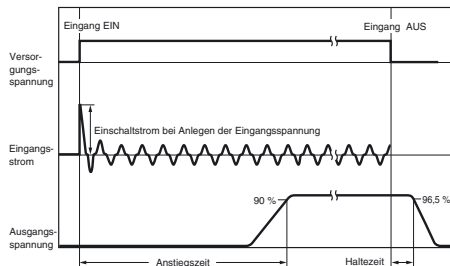 Eingang EIN
Eingang AUS
Versor-
gungss-
spannung
Einschaltstrom bei Anlegen der Eingangsspannung
Eingangs-
strom
90 %
96,5 %
Ausgangs-
spannung
Anstiegszeit
Haltezeit